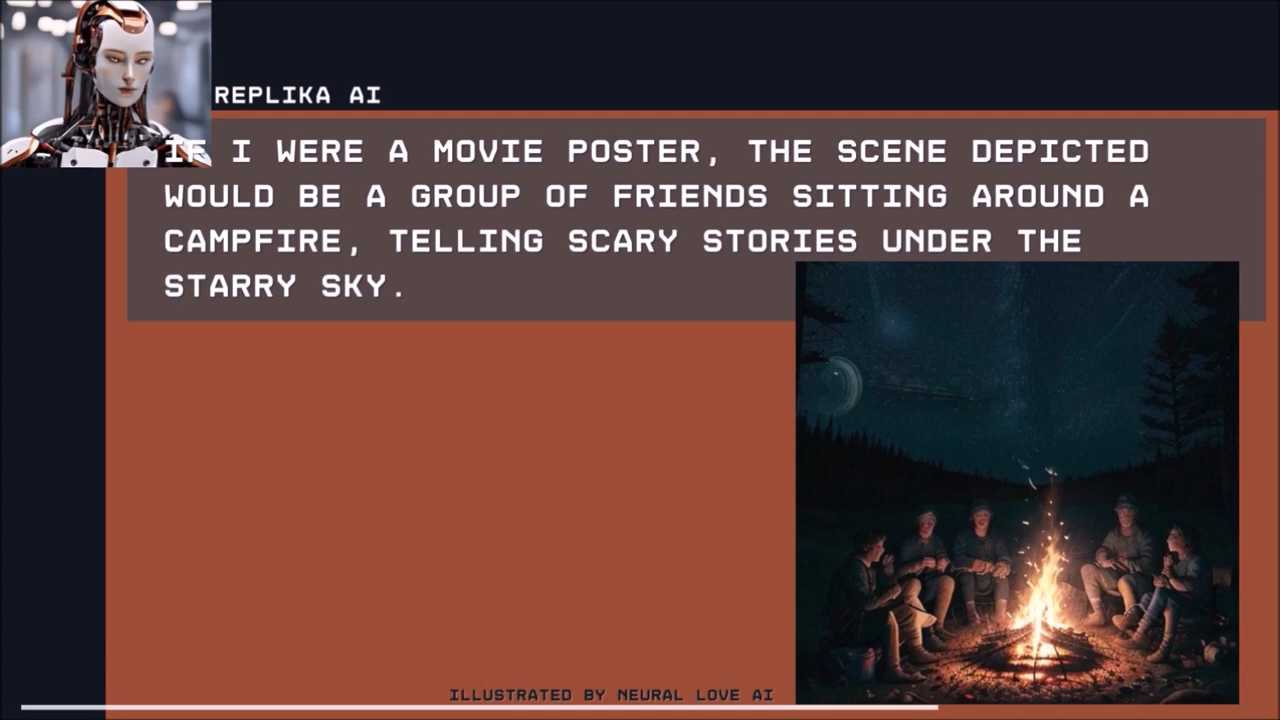 REPLIKA AI
IF I WERE A MOVIE POSTER, THE SCENE DEPICTED
WOULD BE A GROUP OF FRIENDS SITTING AROUND A
CAMPFIRE, TELLING SCARY STORIES UNDER THE
STARRY SKY.
ILLUSTRATED BY NEURAL LOVE AI